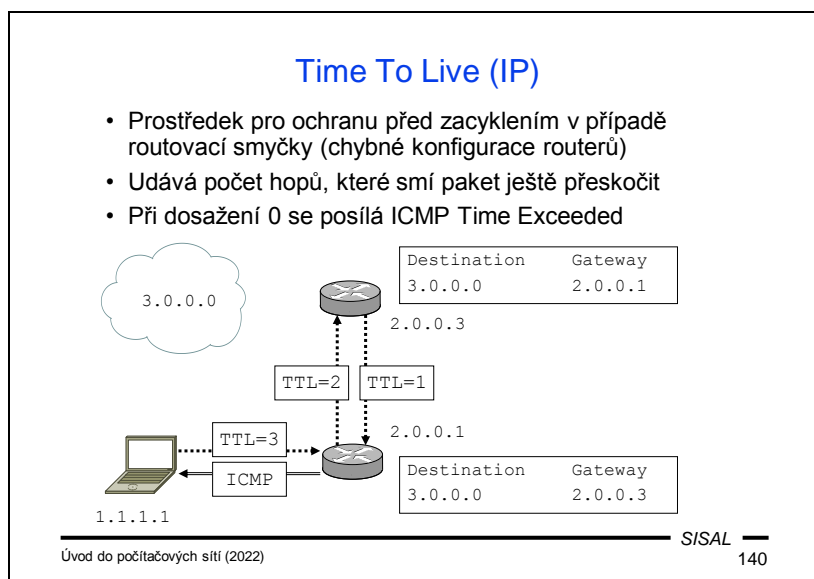 Time To Live (IP)
• Prostředek pro ochranu před zacyklením v případě
routovací smyčky (chybné konfigurace routerů)
• Udává počet hopů, které smí paket ještě přeskočit
• Při dosažení 0 se posílá ICMP Time Exceeded
Destination Gateway
3.0.0.0 2.0.0.1
3.0.0.0
2.0.0.3
TTL=2 TTL=1
TTL=3
2.0.0.1
ICMP
Destination Gateway
3.0.0.0 2.0.0.3
1.1.1.1
SISAL
Úvod do počítačových sítí (2022) 140